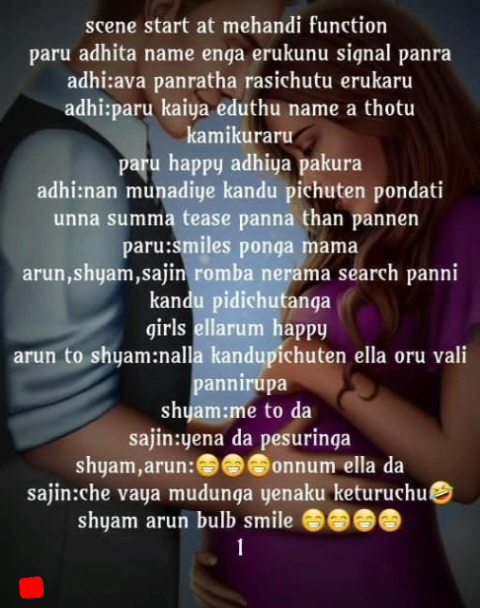 scene start at mehandi function
paru adhita name enga erukunu signal panra
adhi:ava panratha rasichutu erukaru
adhi:paru kaiya eduthu name a thotu
kamikuraru
paru happy adhiya pakura
adhi:nan munadiye kandu pichuten pondati
unna summa tease panna than pannen
paru:smiles ponga mama
arun,shyam,sajin romba nerama search panni
kandu pidichutanga
girls ellarum happy
arun to shyam:nalla kandupichuten ella oru vali
pannirupa
shyam:me to da
sajin:yena da pesuringa
shyam,arun:😁😁😁onnum ella da
sajin:che vaya mudunga yenaku keturuchu🤣
shyam arun bulb smile 😁😁😁😁
1